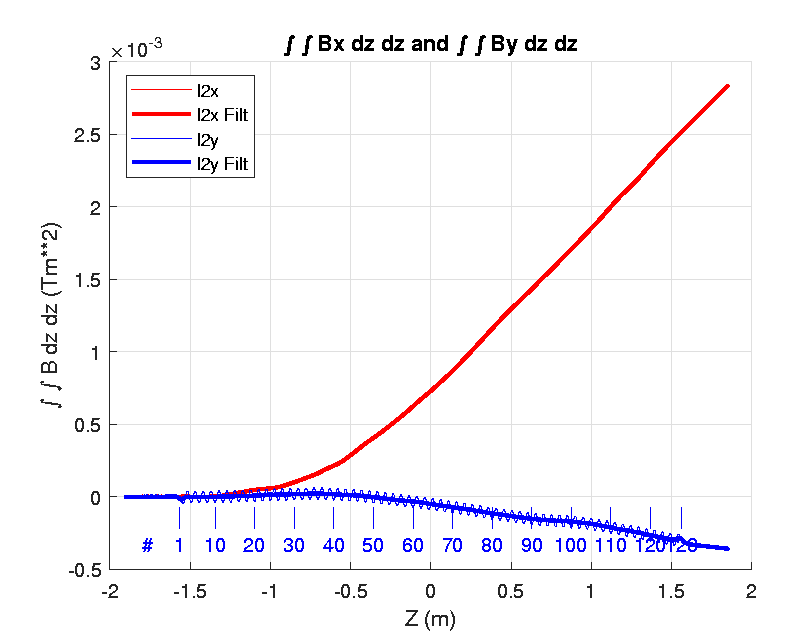 ∫ ∫ Bx dz dz and ∫ ∫ By dz dz
×10-3
I2x
I2x Filt
I2y
I2y Filt
3
2.5
2
1.5
1
0.5
0
-0.5
∫ ∫ B dz dz (Tm**2)
# 1 10 20 30 40 50 60 70 80 90 100 110 120 126
-2 -1.5 -1 -0.5 0 0.5 1 1.5 2
Z (m)